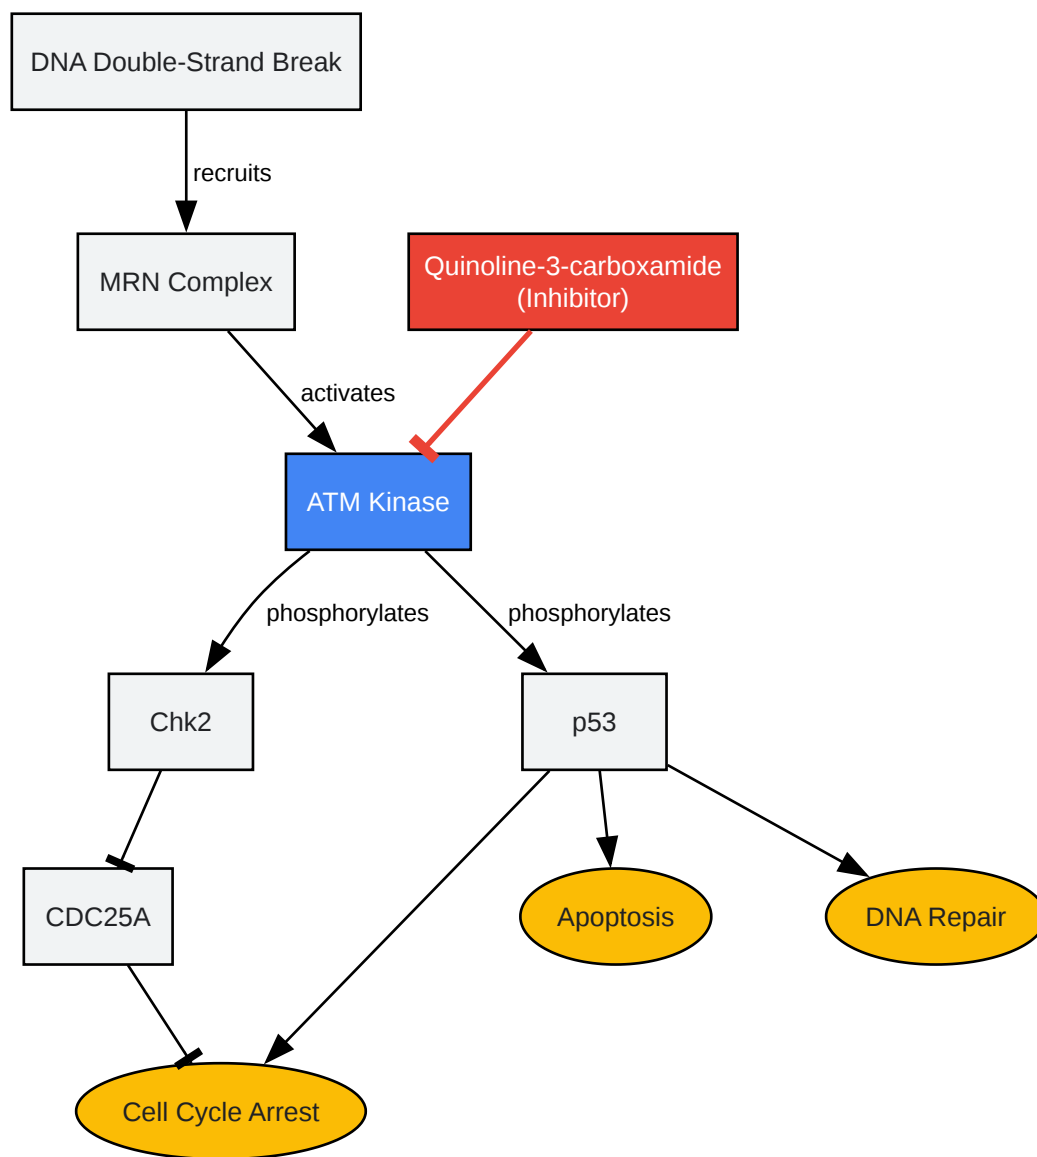 DNA Double-Strand Break
recruits
MRN Complex
Quinoline-3-carboxamide
(Inhibitor)
activates
ATM Kinase
phosphorylates
phosphorylates
Chk2
p53
CDC25A
Apoptosis
DNA Repair
Cell Cycle Arrest